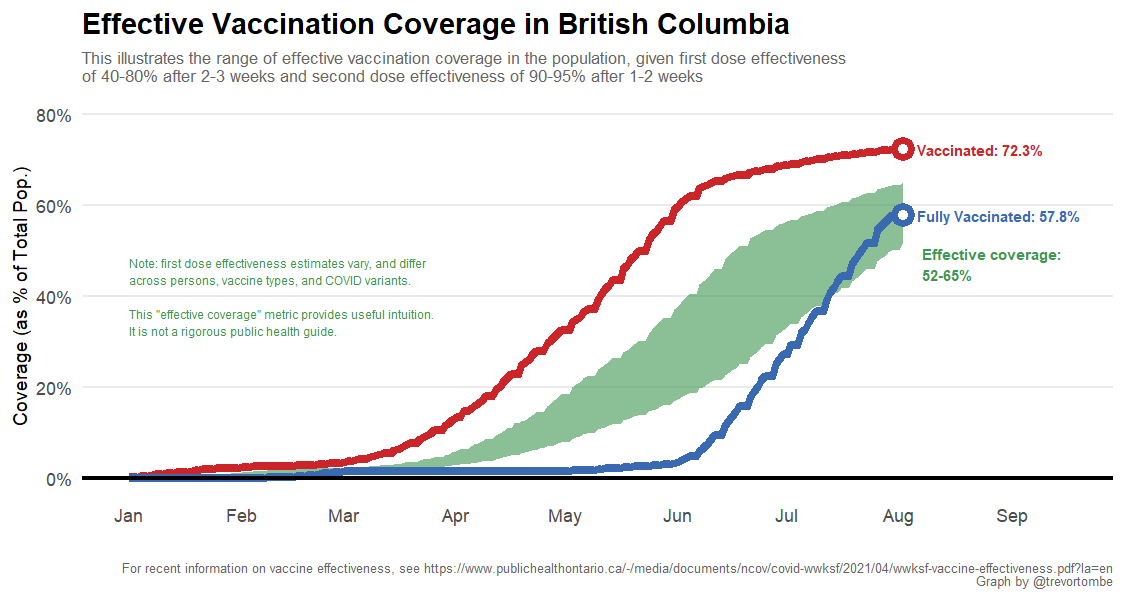 Effective Vaccination Coverage in British Columbia
This illustrates the range of effective vaccination coverage in the population, given first dose effectiveness
of 40-80% after 2-3 weeks and second dose effectiveness of 90-95% after 1-2 weeks
Coverage (as % of Total Pop.)
80%
60%
40%
20%
0%
Vaccinated: 72.3%
Fully Vaccinated: 57.8%
Effective coverage:
52-65%
Note: first dose effectiveness estimates vary, and differ
across persons, vaccine types, and COVID variants.
This "effective coverage" metric provides useful intuition.
It is not a rigorous public health guide.
Jan Feb Mar Apr May Jun Jul Aug Sep
For recent information on vaccine effectiveness, see https://www.publichealthontario.ca/-/media/documents/ncov/covid-wwksf/2021/04/wwksf-vaccine-effectiveness.pdf?la=en
Graph by @trevortombe